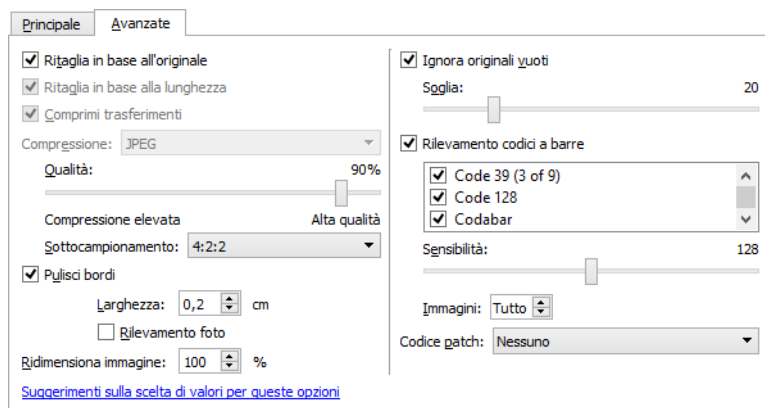 Principale Avanzate
Ritaglia in base all'originale
Ritaglia in base alla lunghezza
Comprimi trasferimenti
Compressione: JPEG
Qualità: 90%
Compressione elevata Alta qualità
Sottocampionamento: 4:2:2
Pulisci bordi
Larghezza: 0,2 cm
Rilevamento foto
Ridimensiona immagine: 100 %
Suggerimenti sulla scelta di valori per queste opzioni
Ignora originali vuoti
Soglia: 20
Rilevamento codici a barre
Code 39 (3 of 9)
Code 128
Codabar
Sensibilità: 128
Immagini: Tutto
Codice patch: Nessuno